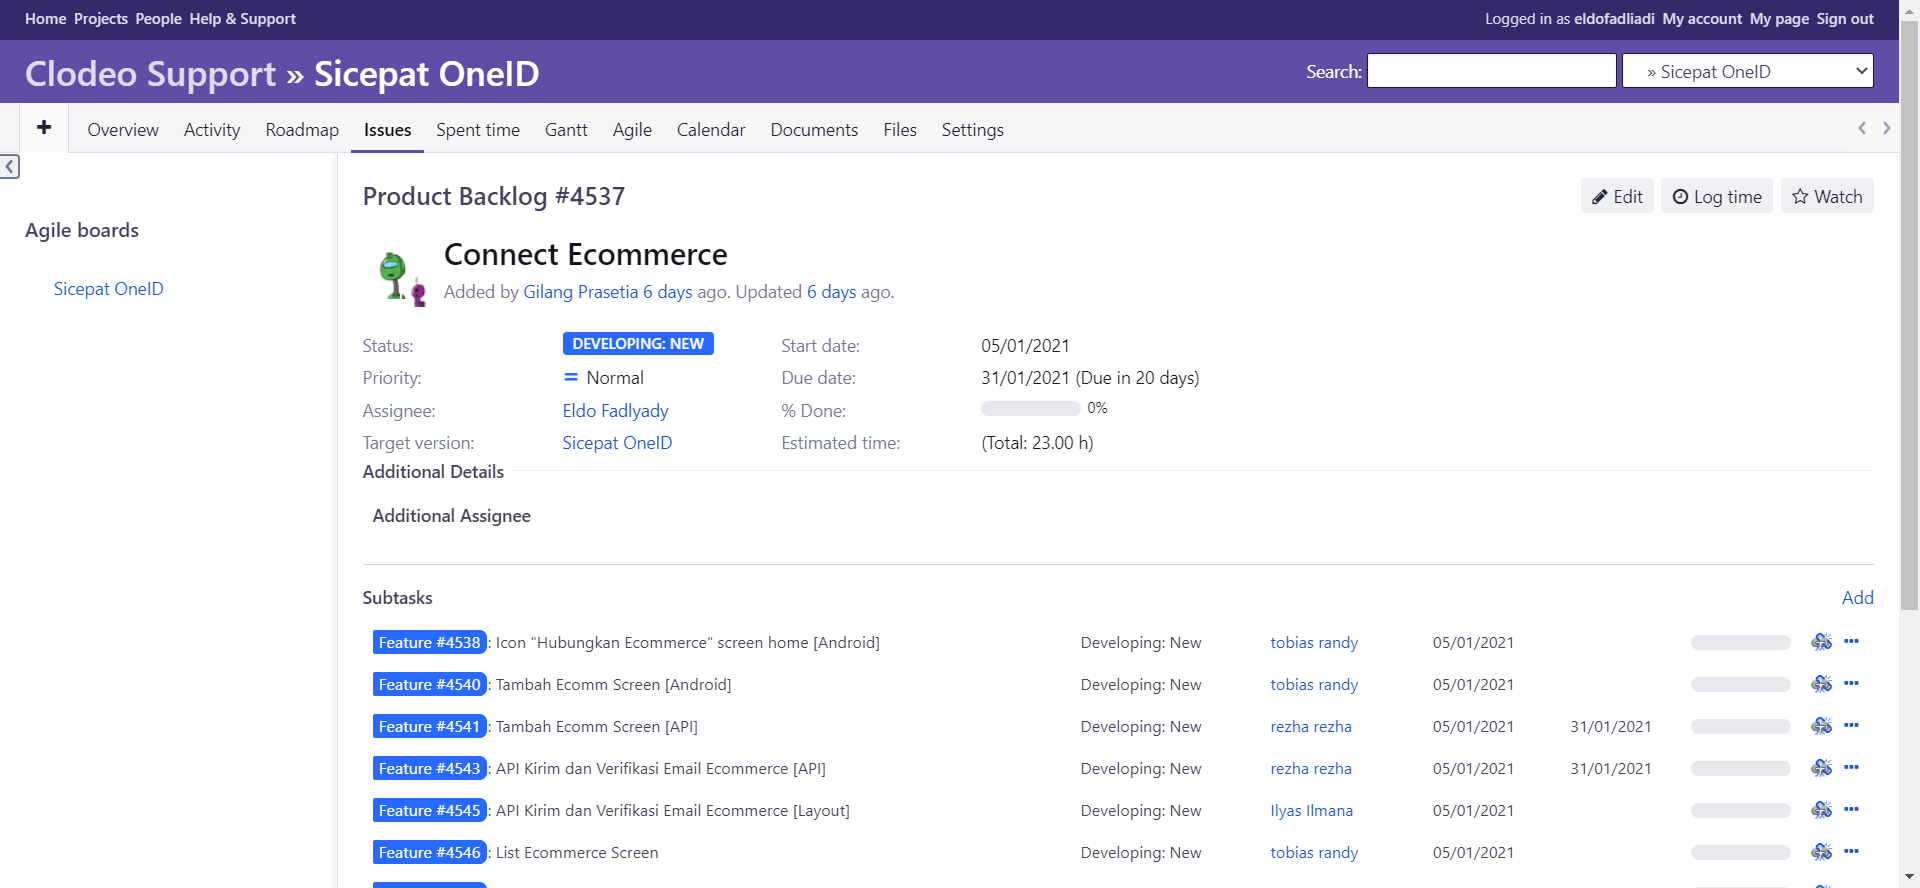 Home Projects People Help & Support
Logged in as eldofadliadi My account My page Sign out
Clodeo Support » Sicepat OneID
Search:
» Sicepat OneID
+ Overview Activity Roadmap Issues Spent time Gantt Agile Calendar Documents Files Settings
Agile boards
Sicepat OneID
Product Backlog #4537
Edit Log time Watch
Connect Ecommerce
Added by Gilang Prasetia 6 days ago. Updated 6 days ago.
Status: DEVELOPING: NEW Start date: 05/01/2021
Priority: Normal Due date: 31/01/2021 (Due in 20 days)
Assignee: Eldo Fadlyady % Done: 0%
Target version: Sicepat OneID Estimated time: (Total: 23.00 h)
Additional Details
Additional Assignee
Subtasks Add
Feature #4538: Icon "Hubungkan Ecommerce" screen home [Android] Developing: New tobias randy 05/01/2021
Feature #4540: Tambah Ecomm Screen [Android] Developing: New tobias randy 05/01/2021
Feature #4541: Tambah Ecomm Screen [API] Developing: New rezha rezha 05/01/2021 31/01/2021
Feature #4543: API Kirim dan Verifikasi Email Ecommerce [API] Developing: New rezha rezha 05/01/2021 31/01/2021
Feature #4545: API Kirim dan Verifikasi Email Ecommerce [Layout] Developing: New Ilyas Ilmana 05/01/2021
Feature #4546: List Ecommerce Screen Developing: New tobias randy 05/01/2021